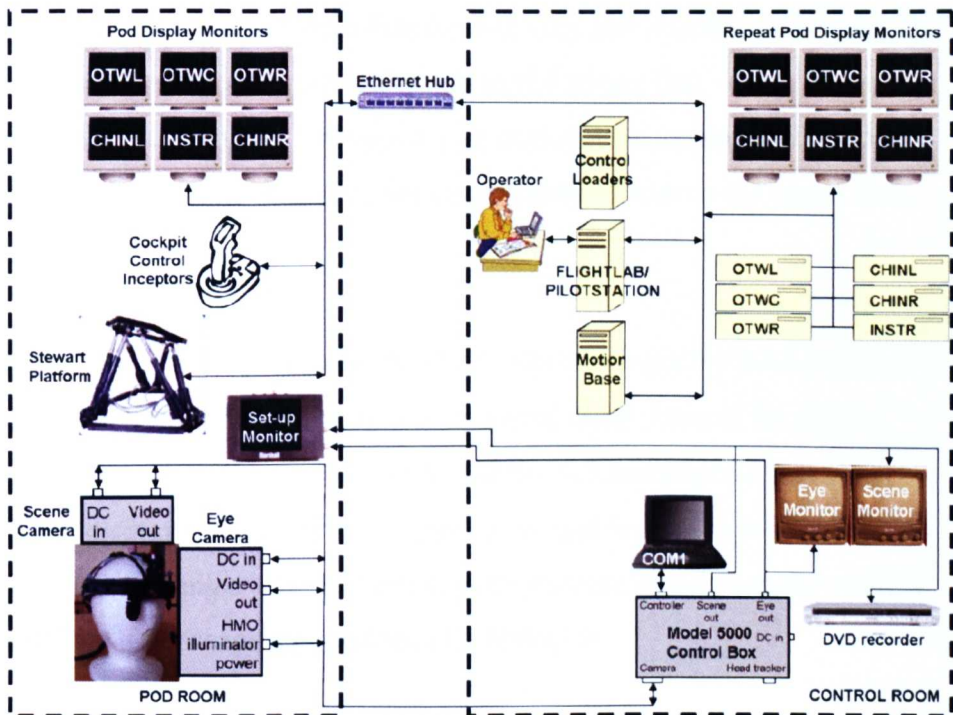 Pod Display Monitors
OTWL
OTWC
OTWR
CHINL
INSTR
CHINR
Cockpit
Control
Inceptors
Stewart
Platform
Set-up
Monitor
Scene
Camera
DC
in
Video
out
Eye
Camera
DC in
Video
out
HMO
illuminator
power
POD ROOM
Ethernet Hub
Repeat Pod Display Monitors
OTWL
OTWC
OTWR
CHINL
INSTR
CHINR
Control
Loaders
Operator
FLIGHTLAB/
PILOTSTATION
Motion
Base
OTWL
OTWC
OTWR
CHINL
CHINR
INSTR
Eye
Monitor
Scene
Monitor
COM1
Controller
Scene
out
Eye
out
Model 5000
Control Box
DC in
Camera
Head tracker
DVD recorder
CONTROL ROOM